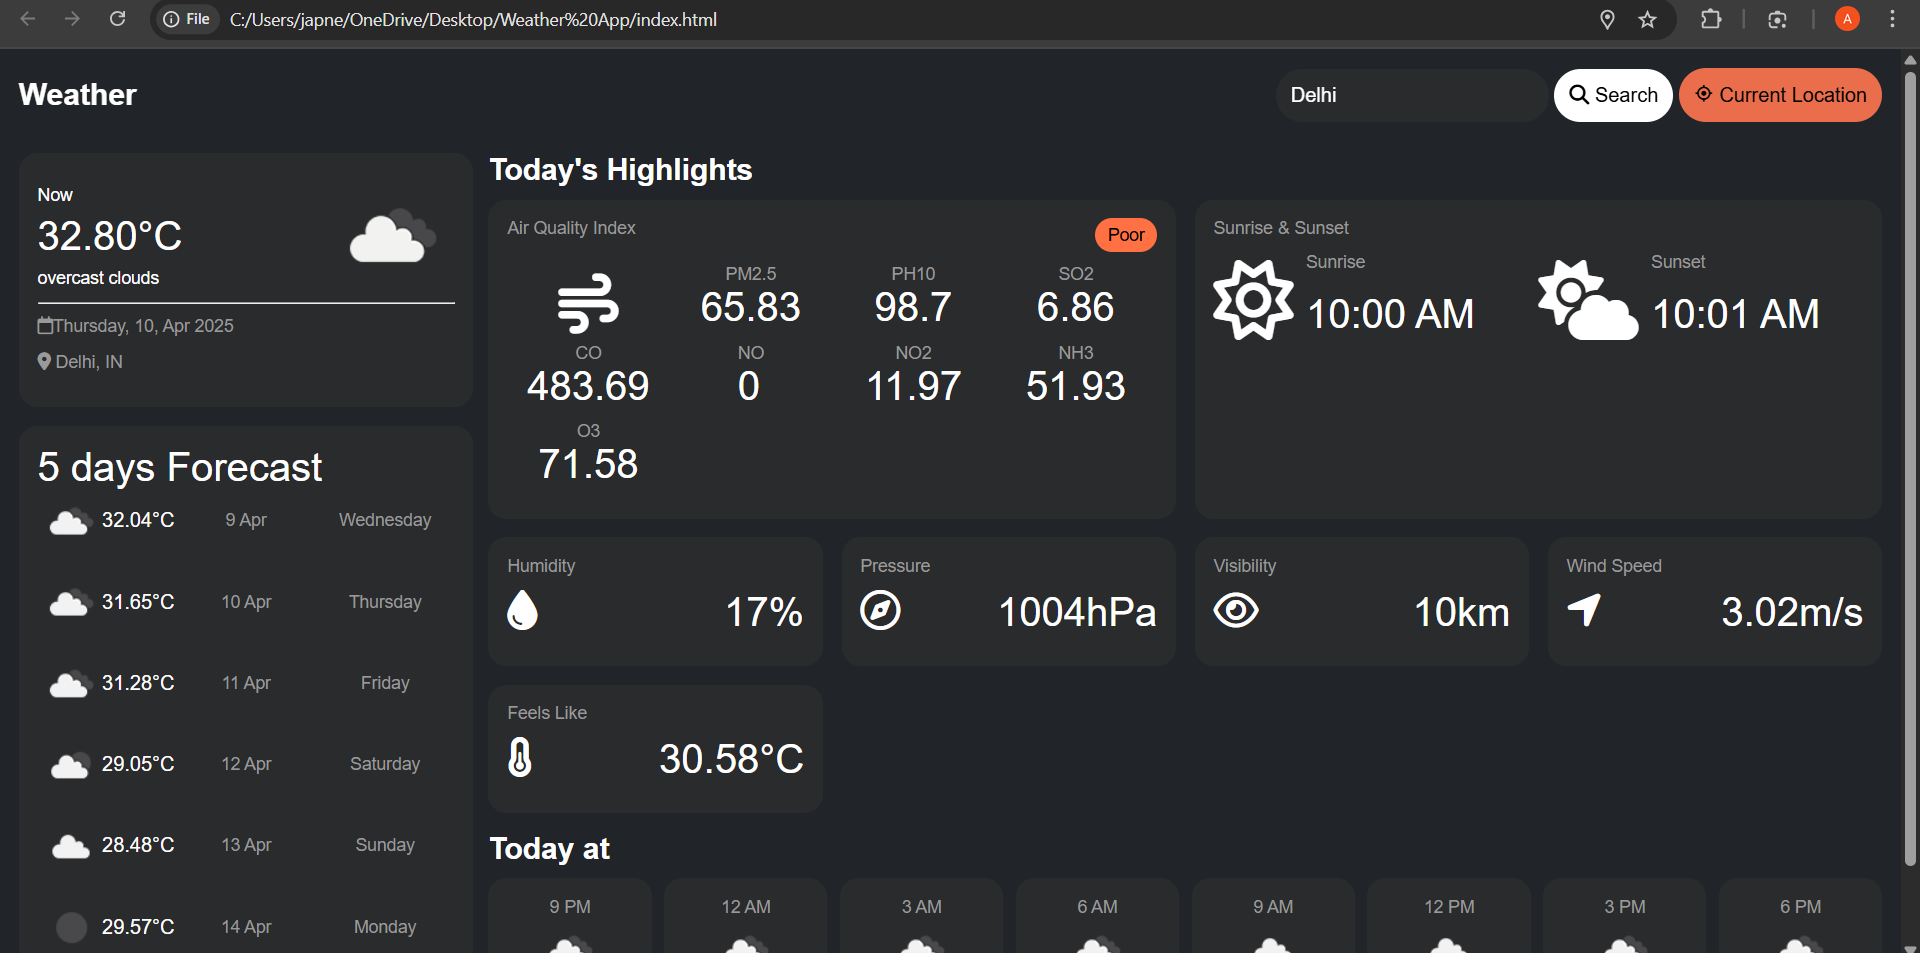 File C:/Users/japne/OneDrive/Desktop/Weather%20App/index.html
A
Weather
Delhi
Search
Current Location
Now
32.80°C
overcast clouds
Thursday, 10, Apr 2025
Delhi, IN
5 days Forecast
32.04°C 9 Apr Wednesday
31.65°C 10 Apr Thursday
31.28°C 11 Apr Friday
29.05°C 12 Apr Saturday
28.48°C 13 Apr Sunday
29.57°C 14 Apr Monday
Today's Highlights
Air Quality Index
Poor
PM2.5 PH10 SO2
65.83 98.7 6.86
CO NO NO2 NH3
483.69 0 11.97 51.93
O3
71.58
Sunrise & Sunset
Sunrise
10:00 AM
Sunset
10:01 AM
Humidity
17%
Pressure
1004hPa
Visibility
10km
Wind Speed
3.02m/s
Feels Like
30.58°C
Today at
9 PM 12 AM 3 AM 6 AM 9 AM 12 PM 3 PM 6 PM